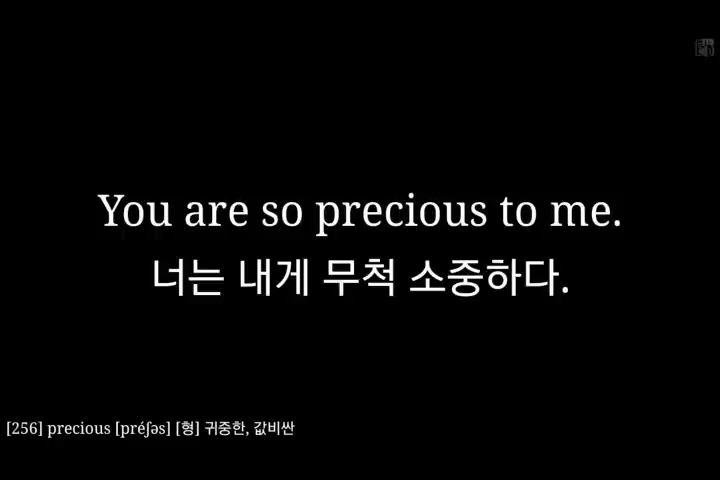 You are so precious to me.
너는 내게 무척 소중하다.
[256] precious [préʃəs] [형] 귀중한, 값비싼